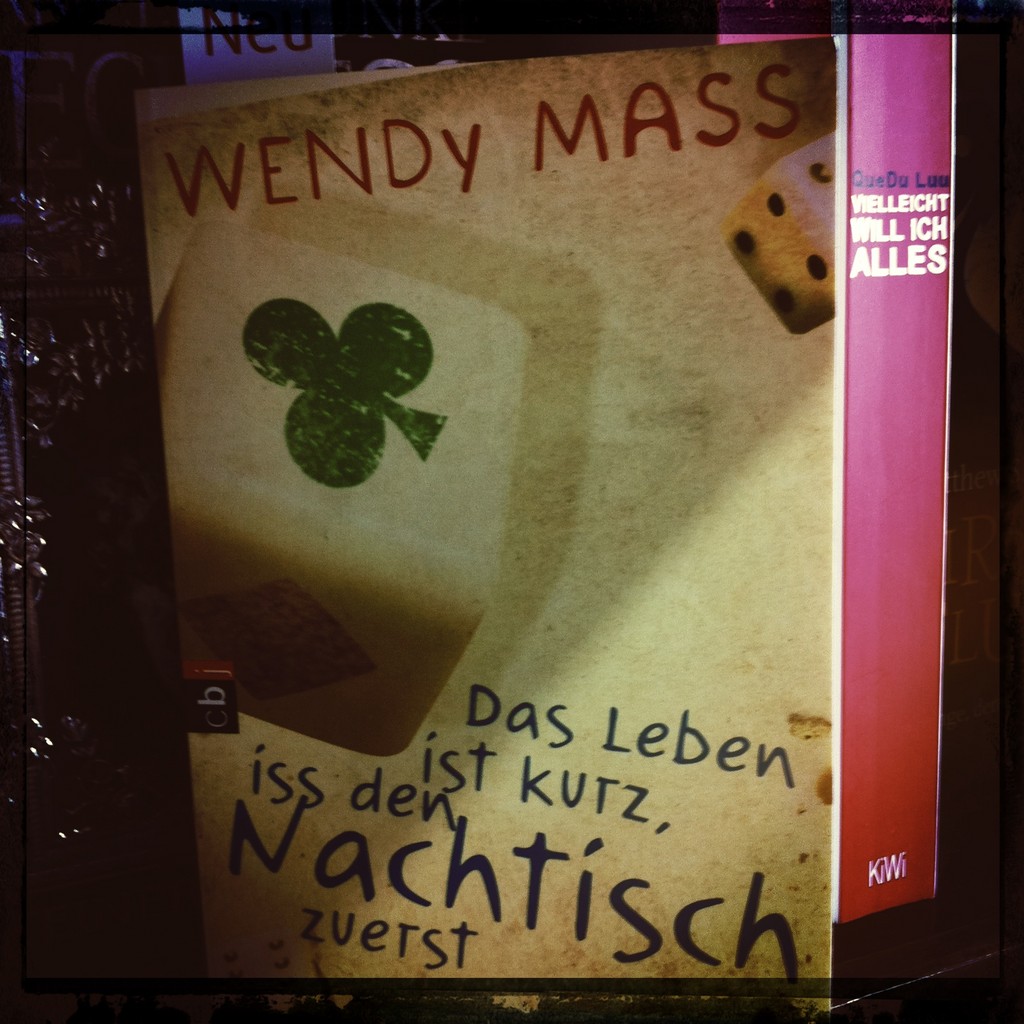 Neu
WENDY MASS
cbj
Das Leben
ist kurz,
iss den
Nachtisch
zuerst
QueDu Luu
VIELLEICHT
WILL ICH
ALLES
KiWi